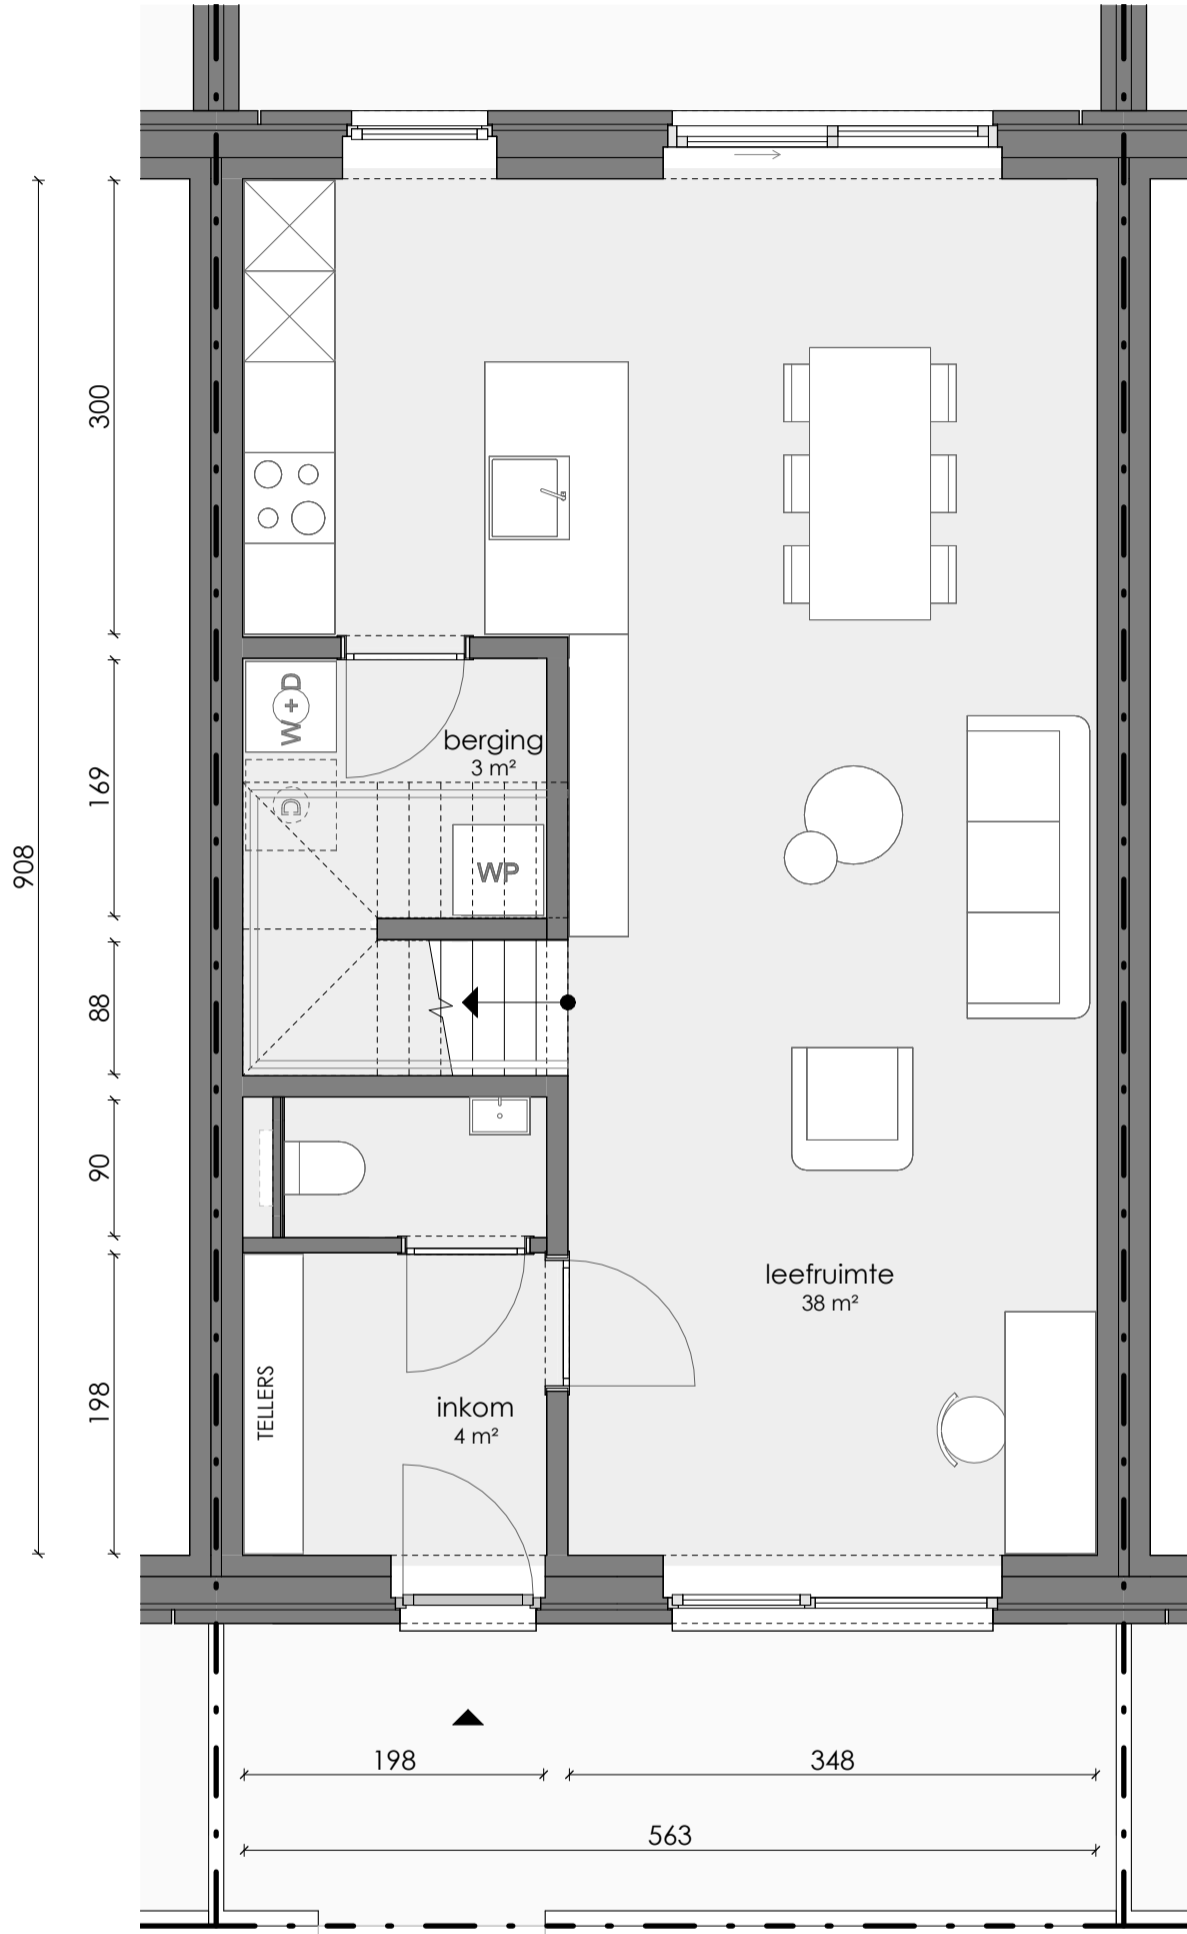 300
W + D
berging
3 m²
169
D
WP
908
88
90
leefruimte
38 m²
TELLERS
inkom
4 m²
198
198
348
563